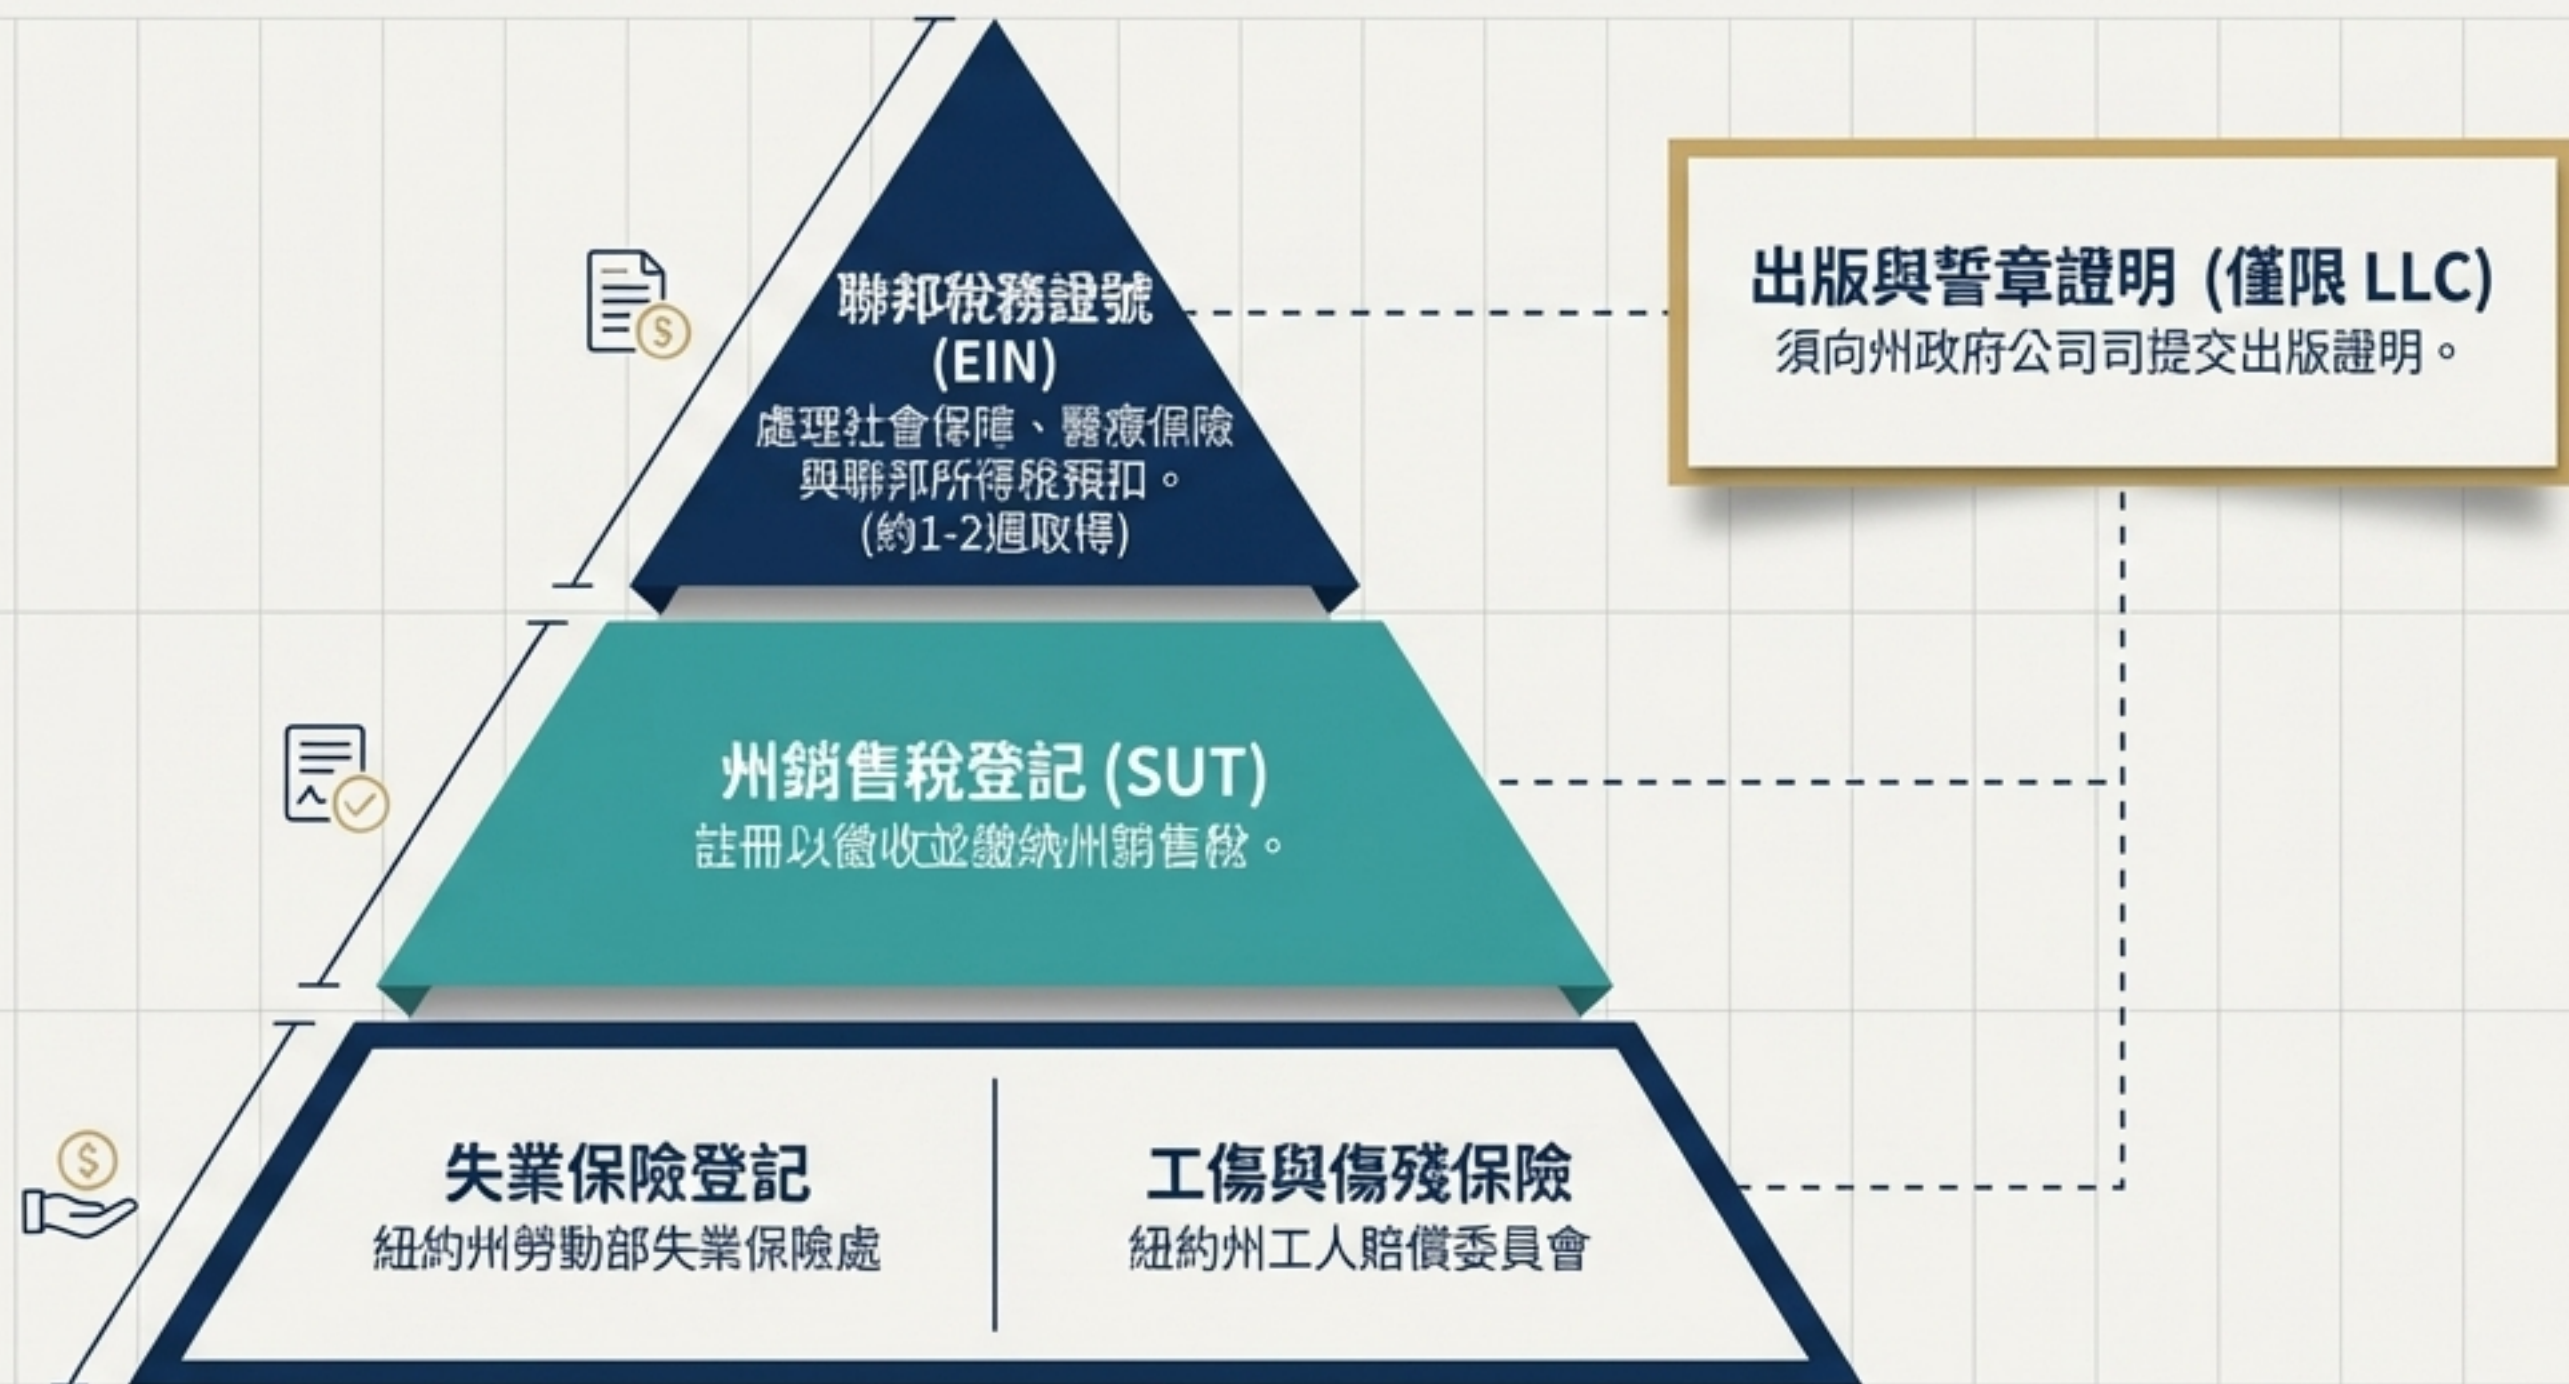 聯邦稅務證號
(EIN)
處理社會保障、醫療保險
與聯邦所得稅預扣。
(約1-2週取得)
出版與誓章證明 (僅限 LLC)
須向州政府公司司提交出版證明。
州銷售稅登記 (SUT)
註冊以徵收並繳納州銷售稅。
失業保險登記
紐約州勞動部失業保險處
工傷與傷殘保險
紐約州工人賠償委員會